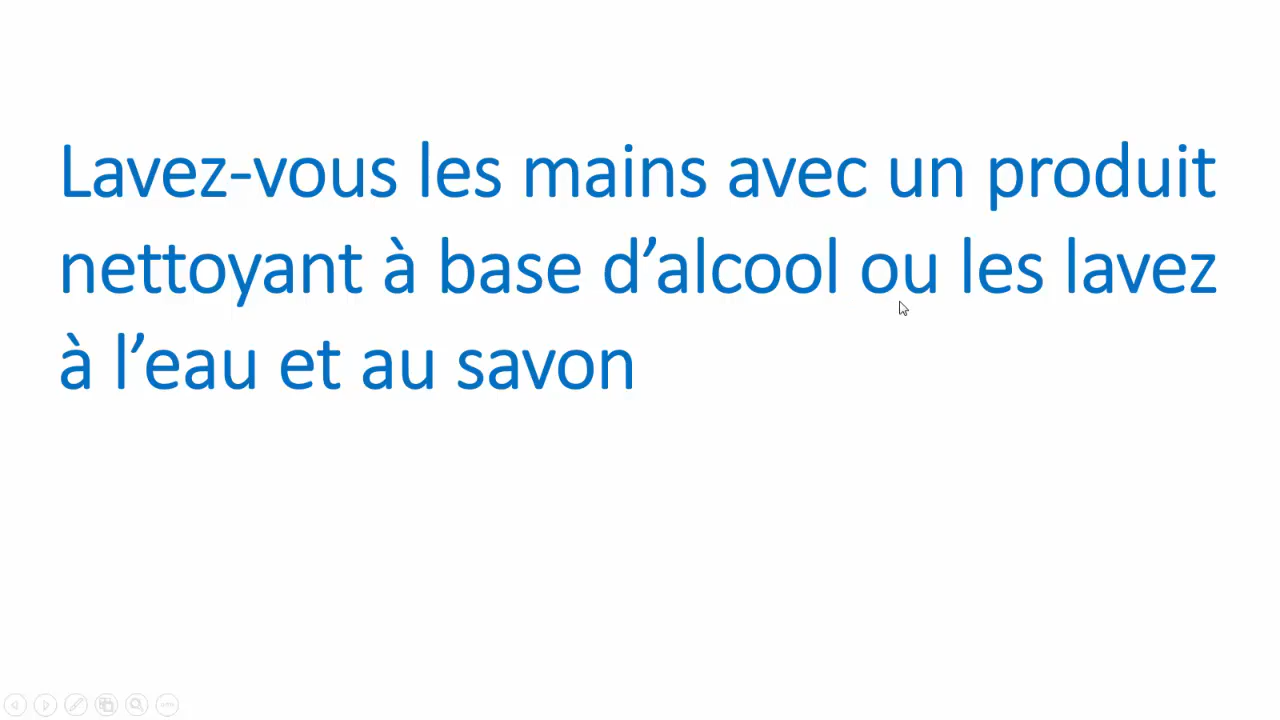 Lavez-vous les mains avec un produit
nettoyant à base d’alcool ou les lavez
à l’eau et au savon